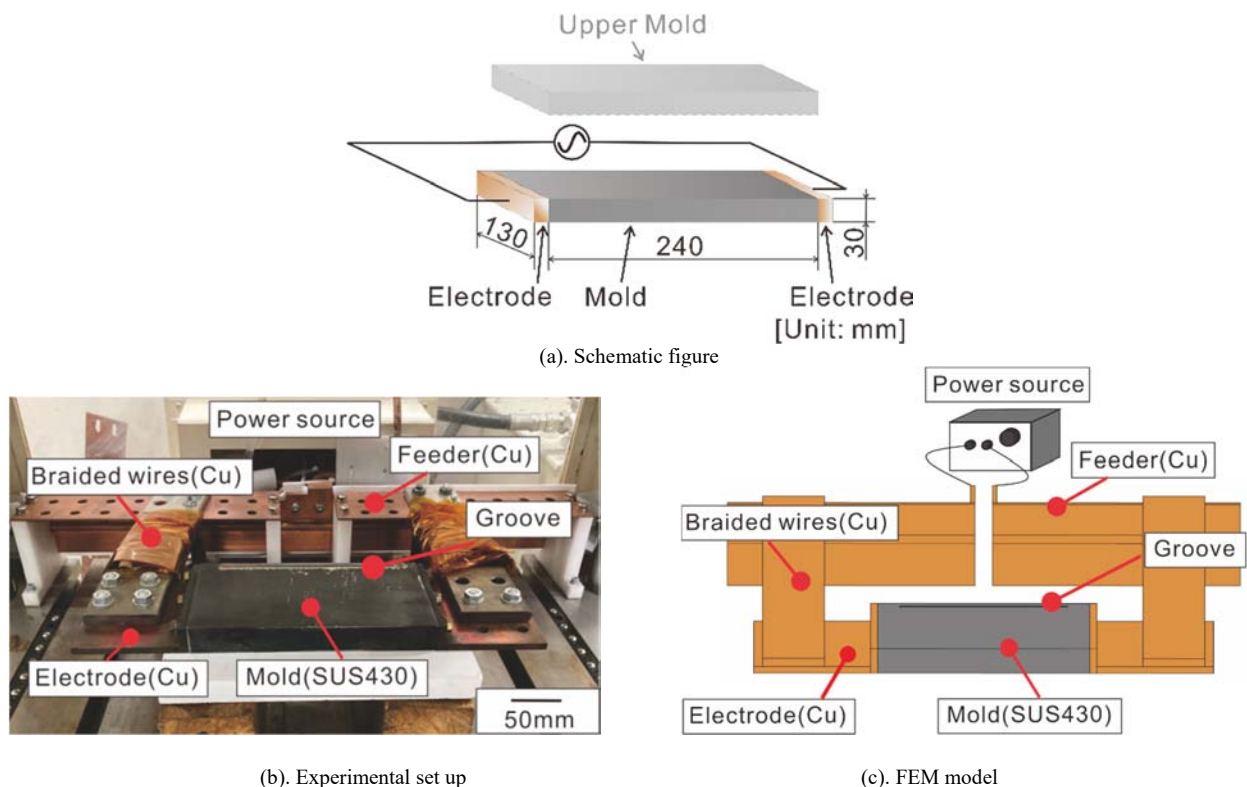 Upper Mold
130
240
30
Electrode
Mold
Electrode
[Unit: mm]
(a). Schematic figure
Power source
Braided wires(Cu)
Feeder(Cu)
Groove
Electrode(Cu)
Mold(SUS430)
50mm
(b). Experimental set up
Power source
Feeder(Cu)
Braided wires(Cu)
Groove
Electrode(Cu)
Mold(SUS430)
(c). FEM model